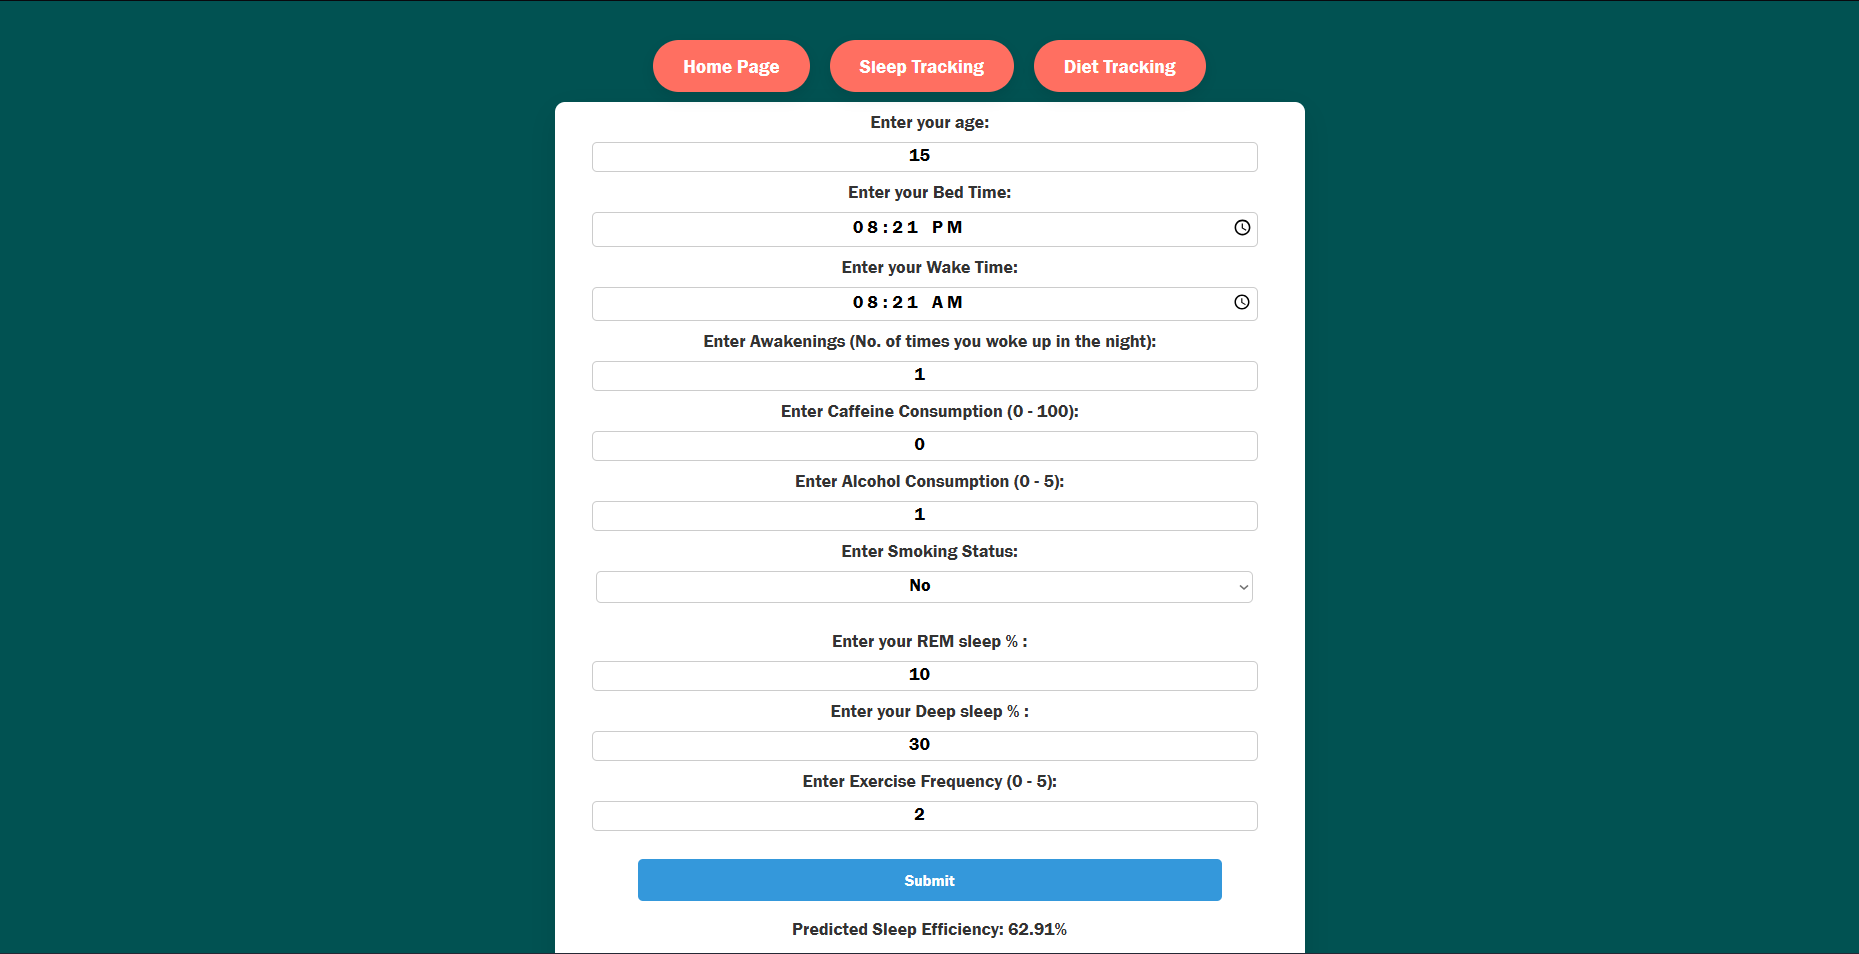 Home Page Sleep Tracking Diet Tracking
Enter your age:
15
Enter your Bed Time:
08:21 PM
Enter your Wake Time:
08:21 AM
Enter Awakenings (No. of times you woke up in the night):
1
Enter Caffeine Consumption (0 - 100):
0
Enter Alcohol Consumption (0 - 5):
1
Enter Smoking Status:
No
Enter your REM sleep % :
10
Enter your Deep sleep % :
30
Enter Exercise Frequency (0 - 5):
2
Submit
Predicted Sleep Efficiency: 62.91%